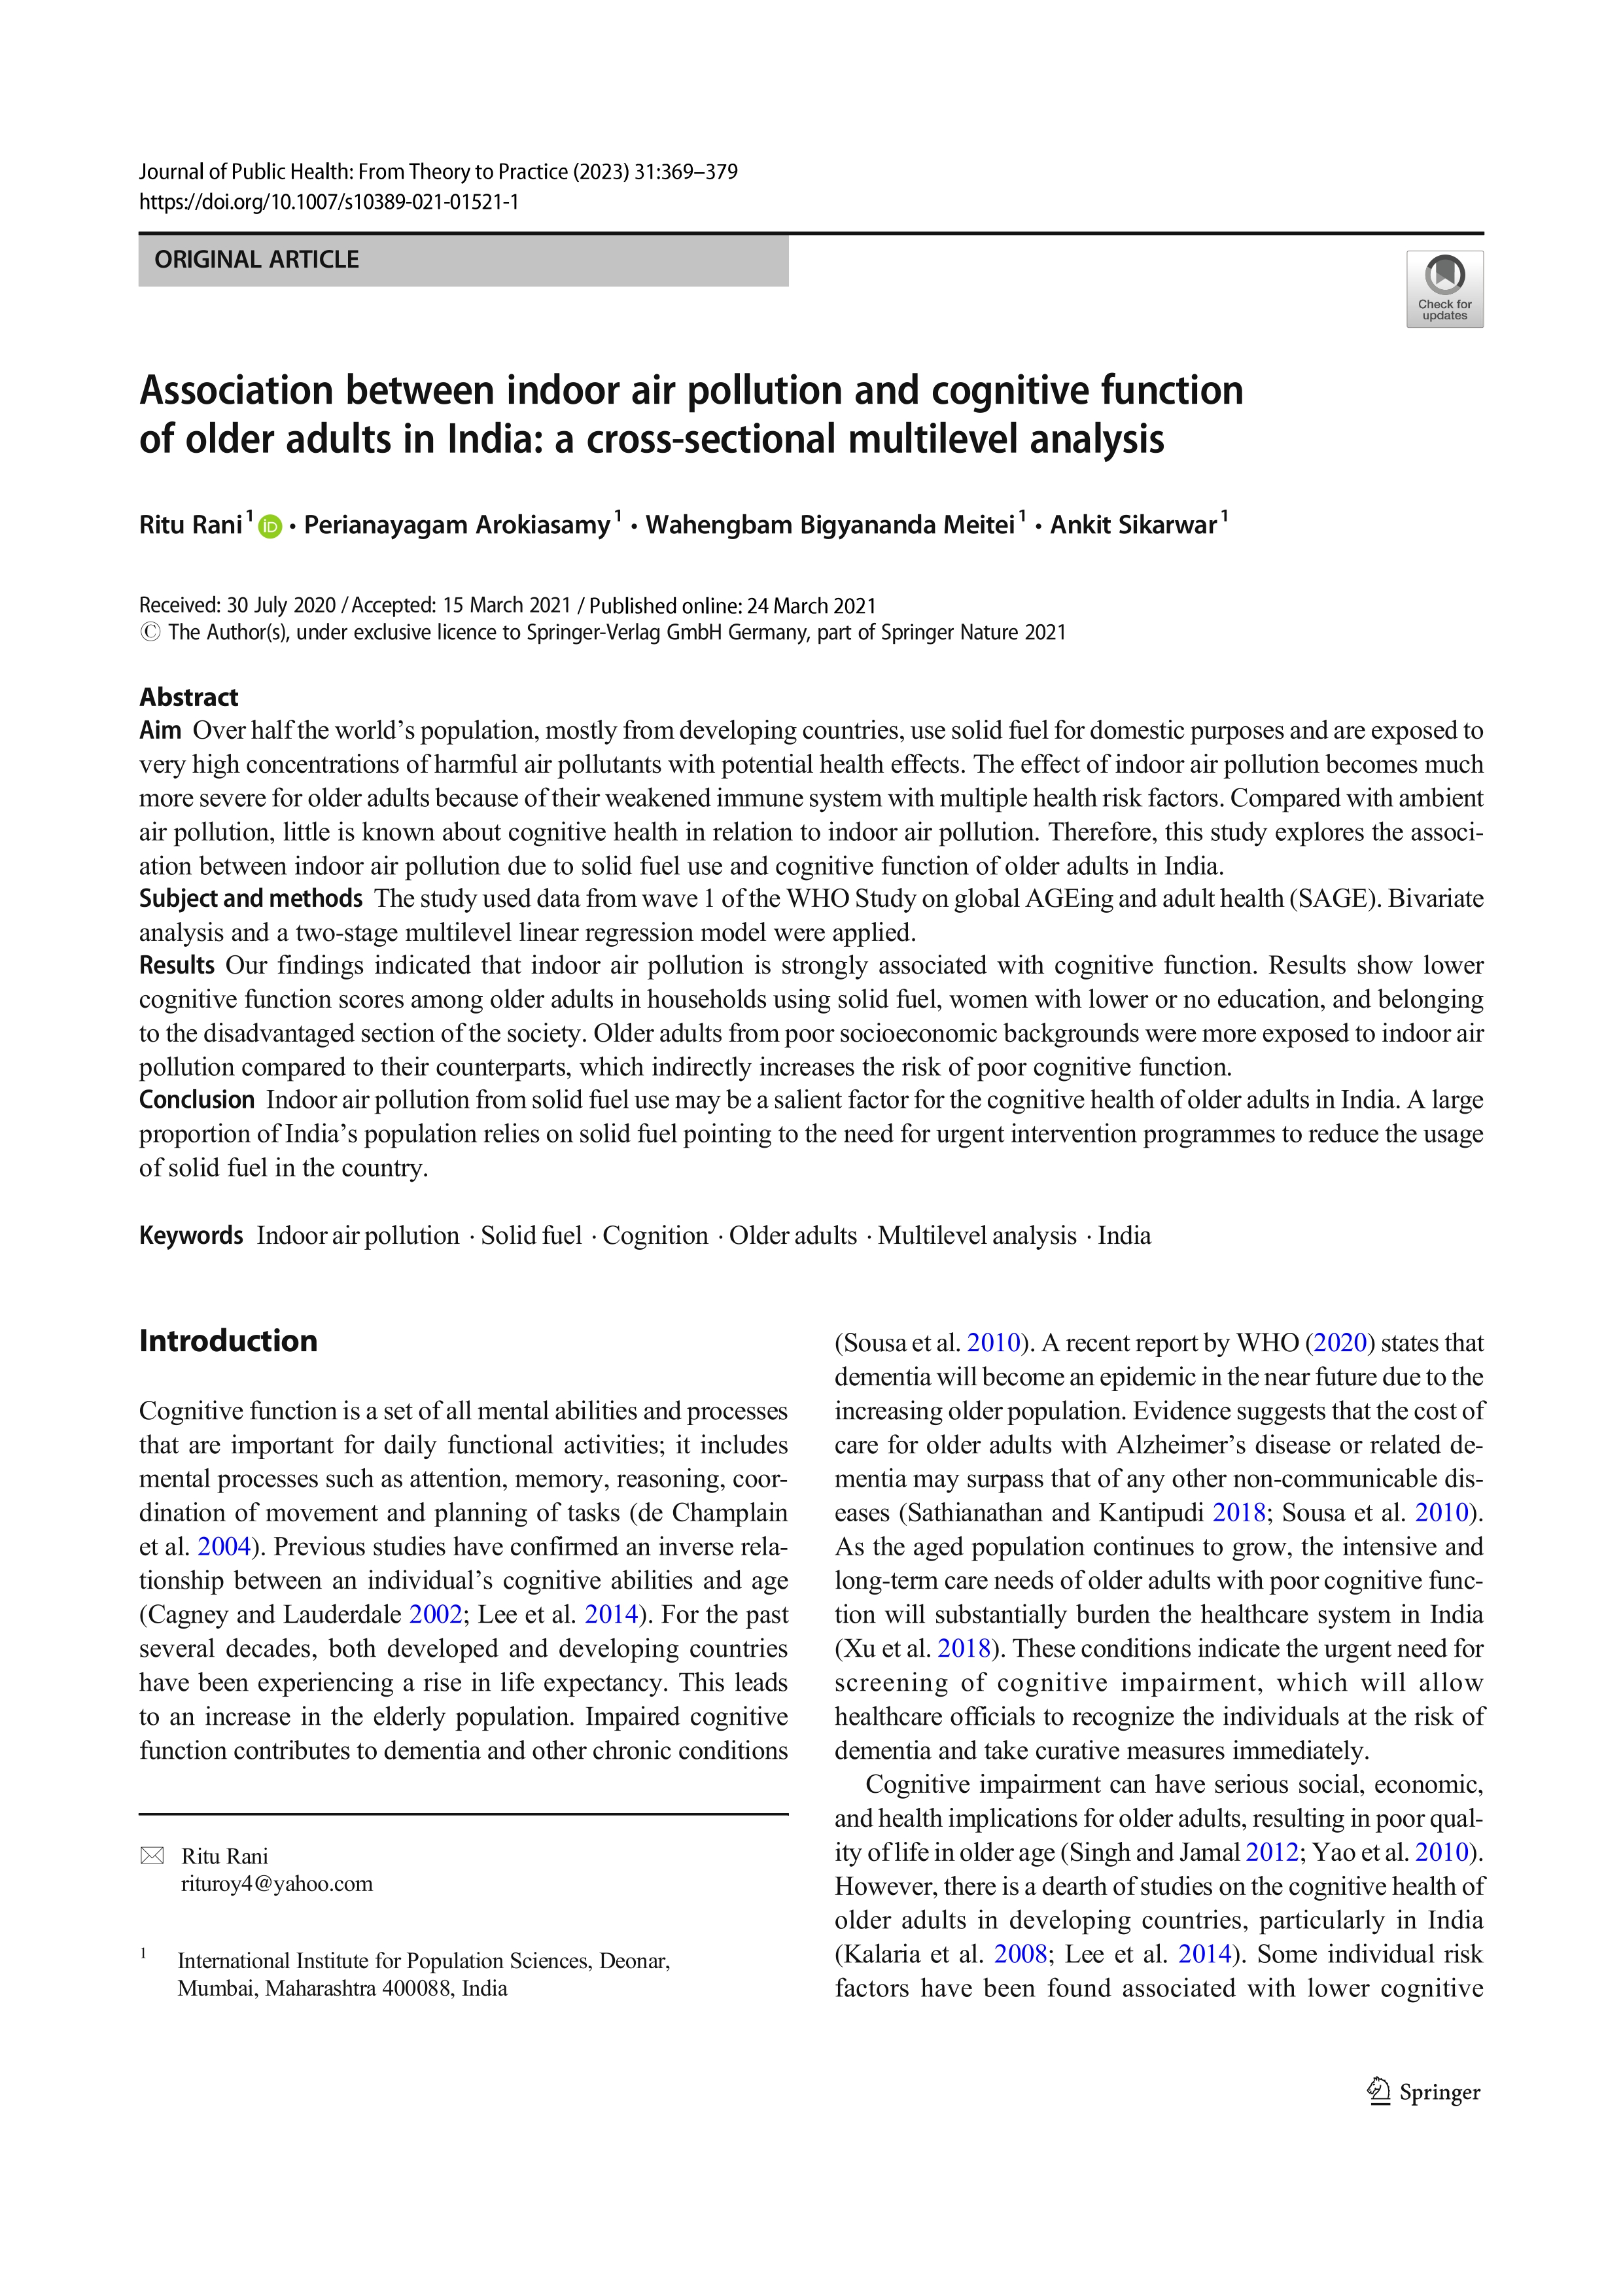 Journal of Public Health: From Theory to Practice (2023) 31:369–379
https://doi.org/10.1007/s10389-021-01521-1
ORIGINAL ARTICLE
Check for
updates
Association between indoor air pollution and cognitive function
of older adults in India: a cross-sectional multilevel analysis
Ritu Rani 1 iD · Perianayagam Arokiasamy 1 · Wahengbam Bigyananda Meitei 1 · Ankit Sikarwar 1
Received: 30 July 2020 / Accepted: 15 March 2021 / Published online: 24 March 2021
© The Author(s), under exclusive licence to Springer-Verlag GmbH Germany, part of Springer Nature 2021
Abstract
Aim Over half the world's population, mostly from developing countries, use solid fuel for domestic purposes and are exposed to
very high concentrations of harmful air pollutants with potential health effects. The effect of indoor air pollution becomes much
more severe for older adults because of their weakened immune system with multiple health risk factors. Compared with ambient
air pollution, little is known about cognitive health in relation to indoor air pollution. Therefore, this study explores the associ-
ation between indoor air pollution due to solid fuel use and cognitive function of older adults in India.
Subject and methods The study used data from wave 1 of the WHO Study on global AGEing and adult health (SAGE). Bivariate
analysis and a two-stage multilevel linear regression model were applied.
Results Our findings indicated that indoor air pollution is strongly associated with cognitive function. Results show lower
cognitive function scores among older adults in households using solid fuel, women with lower or no education, and belonging
to the disadvantaged section of the society. Older adults from poor socioeconomic backgrounds were more exposed to indoor air
pollution compared to their counterparts, which indirectly increases the risk of poor cognitive function.
Conclusion Indoor air pollution from solid fuel use may be a salient factor for the cognitive health of older adults in India. A large
proportion of India's population relies on solid fuel pointing to the need for urgent intervention programmes to reduce the usage
of solid fuel in the country.
Keywords Indoor air pollution · Solid fuel · Cognition · Older adults · Multilevel analysis · India
Introduction
Cognitive function is a set of all mental abilities and processes
that are important for daily functional activities; it includes
mental processes such as attention, memory, reasoning, coor-
dination of movement and planning of tasks (de Champlain
et al. 2004). Previous studies have confirmed an inverse rela-
tionship between an individual's cognitive abilities and age
(Cagney and Lauderdale 2002; Lee et al. 2014). For the past
several decades, both developed and developing countries
have been experiencing a rise in life expectancy. This leads
to an increase in the elderly population. Impaired cognitive
function contributes to dementia and other chronic conditions
Ritu Rani
rituroy4@yahoo.com
1 International Institute for Population Sciences, Deonar,
Mumbai, Maharashtra 400088, India
(Sousa et al. 2010). A recent report by WHO (2020) states that
dementia will become an epidemic in the near future due to the
increasing older population. Evidence suggests that the cost of
care for older adults with Alzheimer's disease or related de-
mentia may surpass that of any other non-communicable dis-
eases (Sathianathan and Kantipudi 2018; Sousa et al. 2010).
As the aged population continues to grow, the intensive and
long-term care needs of older adults with poor cognitive func-
tion will substantially burden the healthcare system in India
(Xu et al. 2018). These conditions indicate the urgent need for
screening of cognitive impairment, which will allow
healthcare officials to recognize the individuals at the risk of
dementia and take curative measures immediately.
Cognitive impairment can have serious social, economic,
and health implications for older adults, resulting in poor qual-
ity of life in older age (Singh and Jamal 2012; Yao et al. 2010).
However, there is a dearth of studies on the cognitive health of
older adults in developing countries, particularly in India
(Kalaria et al. 2008; Lee et al. 2014). Some individual risk
factors have been found associated with lower cognitive
Springer